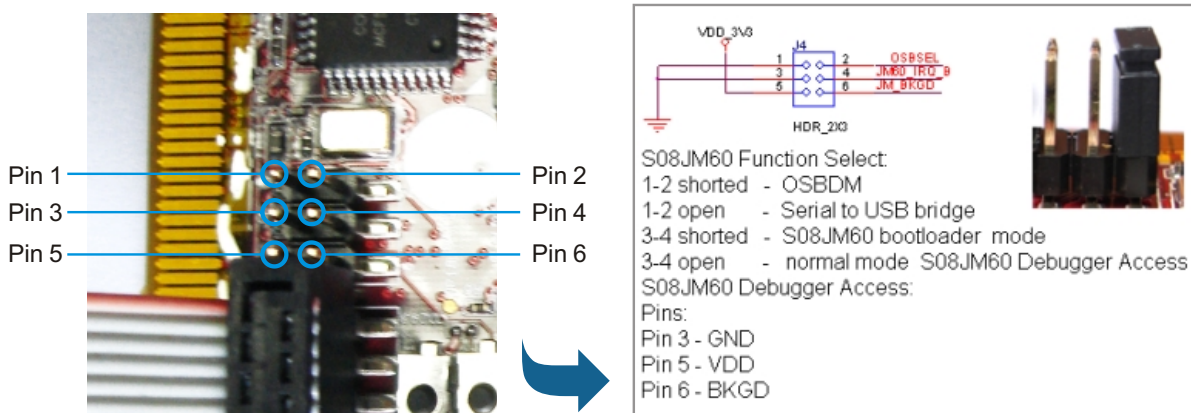 Pin 1
Pin 2
Pin 3
Pin 4
Pin 5
Pin 6
VDD_3V3
J4
1 2 OSBSEL
3 4 JM60_IRQ_B
5 6 JM_BKGD
HDR_2X3
S08JM60 Function Select:
1-2 shorted - OSBDM
1-2 open - Serial to USB bridge
3-4 shorted - S08JM60 bootloader mode
3-4 open - normal mode S08JM60 Debugger Access
S08JM60 Debugger Access:
Pins:
Pin 3 - GND
Pin 5 - VDD
Pin 6 - BKGD